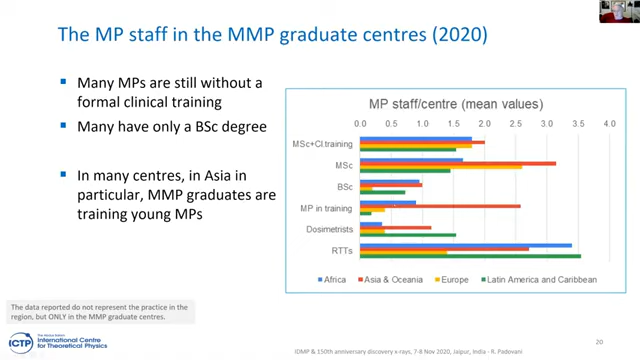 The MP staff in the MMP graduate centres (2020)
▪ Many MPs are still without a
formal clinical training
▪ Many have only a BSc degree
▪ In many centres, in Asia in
particular, MMP graduates are
training young MPs
MP staff/centre (mean values)
0.0 0.5 1.0 1.5 2.0 2.5 3.0 3.5 4.0
MSc+Cl.training
MSc
BSc
MP in training
Dosimetrists
RTTs
Africa Asia & Oceania Europe Latin America and Caribbean
The data reported do not represent the practice in the
region, but ONLY in the MMP graduate centres.
ICTP
International Centre
for Theoretical Physics
20
IDMP & 150th anniversary discovery x-rays, 7-8 Nov 2020, Jaipur, India - R. Padovani